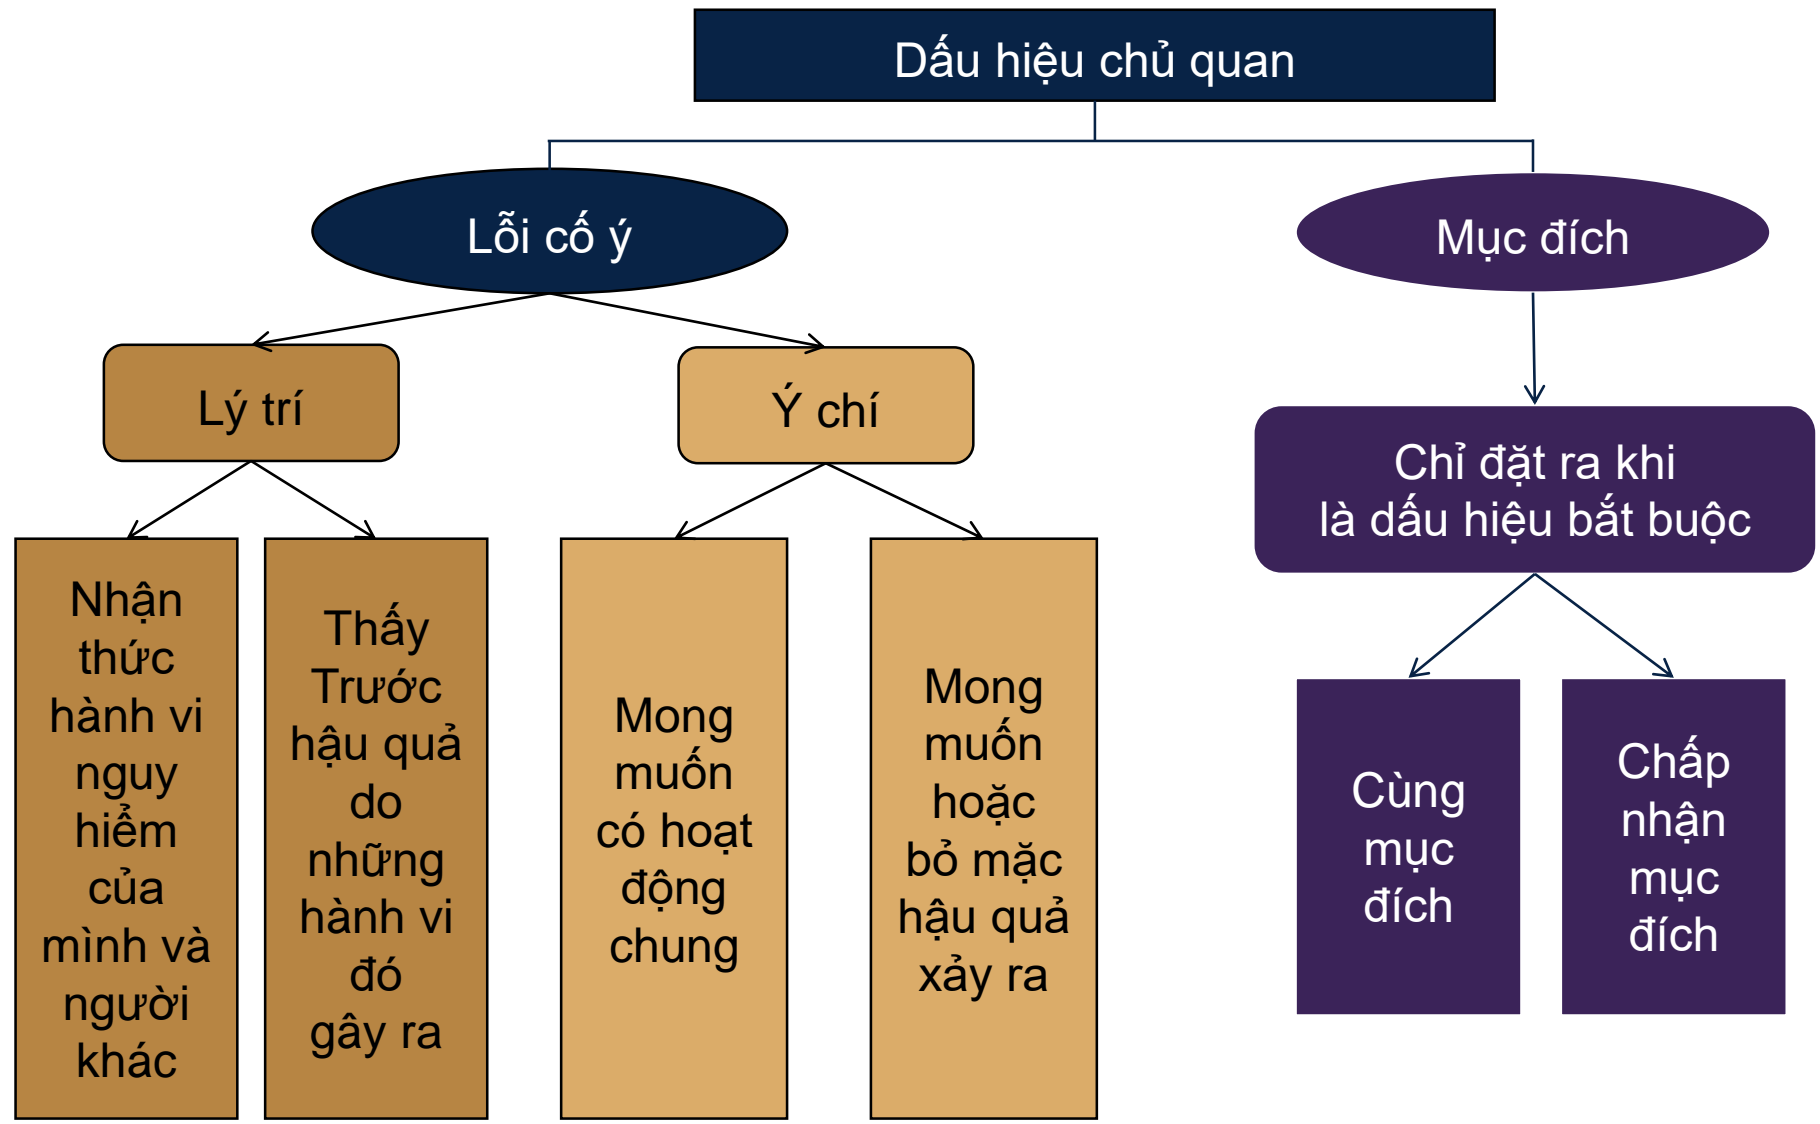 Dấu hiệu chủ quan
Lỗi cố ý
Mục đích
Lý trí
Ý chí
Chỉ đặt ra khi
là dấu hiệu bắt buộc
Nhận
thức
hành vi
nguy
hiểm
của
mình và
người
khác
Thấy
Trước
hậu quả
do
những
hành vi
đó
gây ra
Mong
muốn
có hoạt
động
chung
Mong
muốn
hoặc
bỏ mặc
hậu quả
xảy ra
Cùng
mục
đích
Chấp
nhận
mục
đích